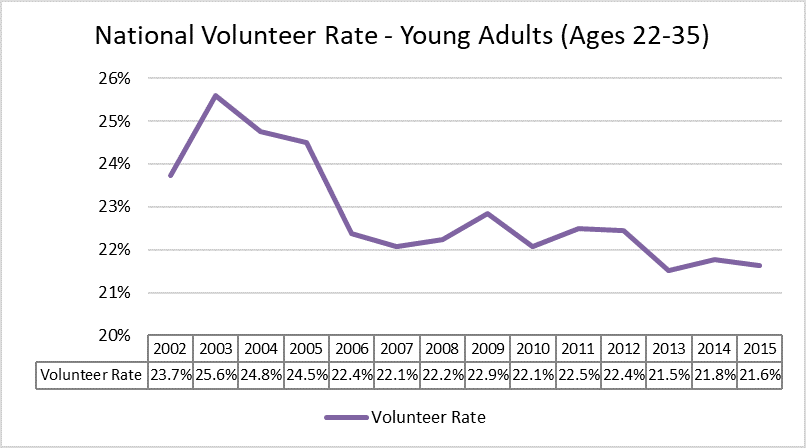 National Volunteer Rate - Young Adults (Ages 22-35)
26%
25%
24%
23%
22%
21%
20%
2002 2003 2004 2005 2006 2007 2008 2009 2010 2011 2012 2013 2014 2015
Volunteer Rate 23.7% 25.6% 24.8% 24.5% 22.4% 22.1% 22.2% 22.9% 22.1% 22.5% 22.4% 21.5% 21.8% 21.6%
Volunteer Rate